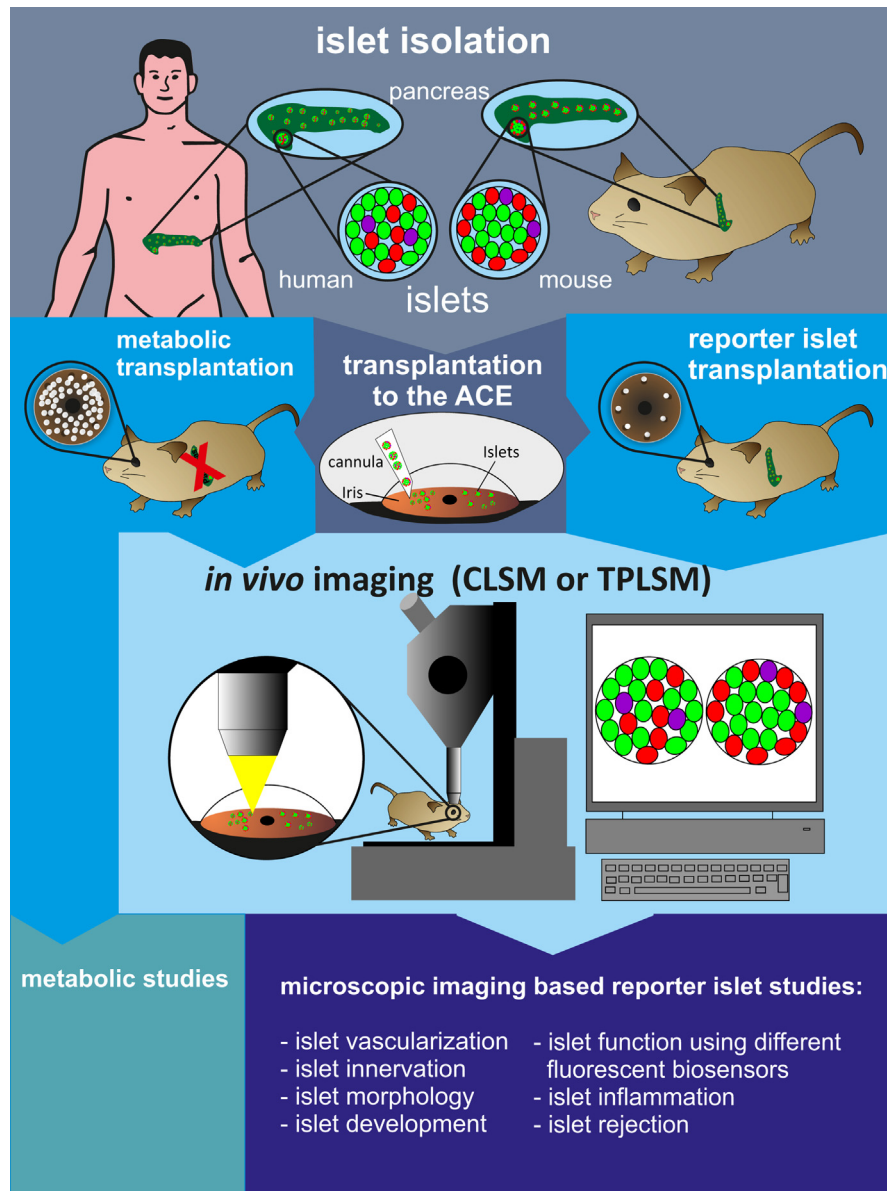 islet isolation
pancreas
human
mouse
islets
metabolic
transplantation
transplantation
to the ACE
cannula
Islets
Iris
reporter islet
transplantation
in vivo imaging (CLSM or TPLSM)
metabolic studies
microscopic imaging based reporter islet studies:
- islet vascularization
- islet innervation
- islet morphology
- islet development
- islet function using different
fluorescent biosensors
- islet inflammation
- islet rejection